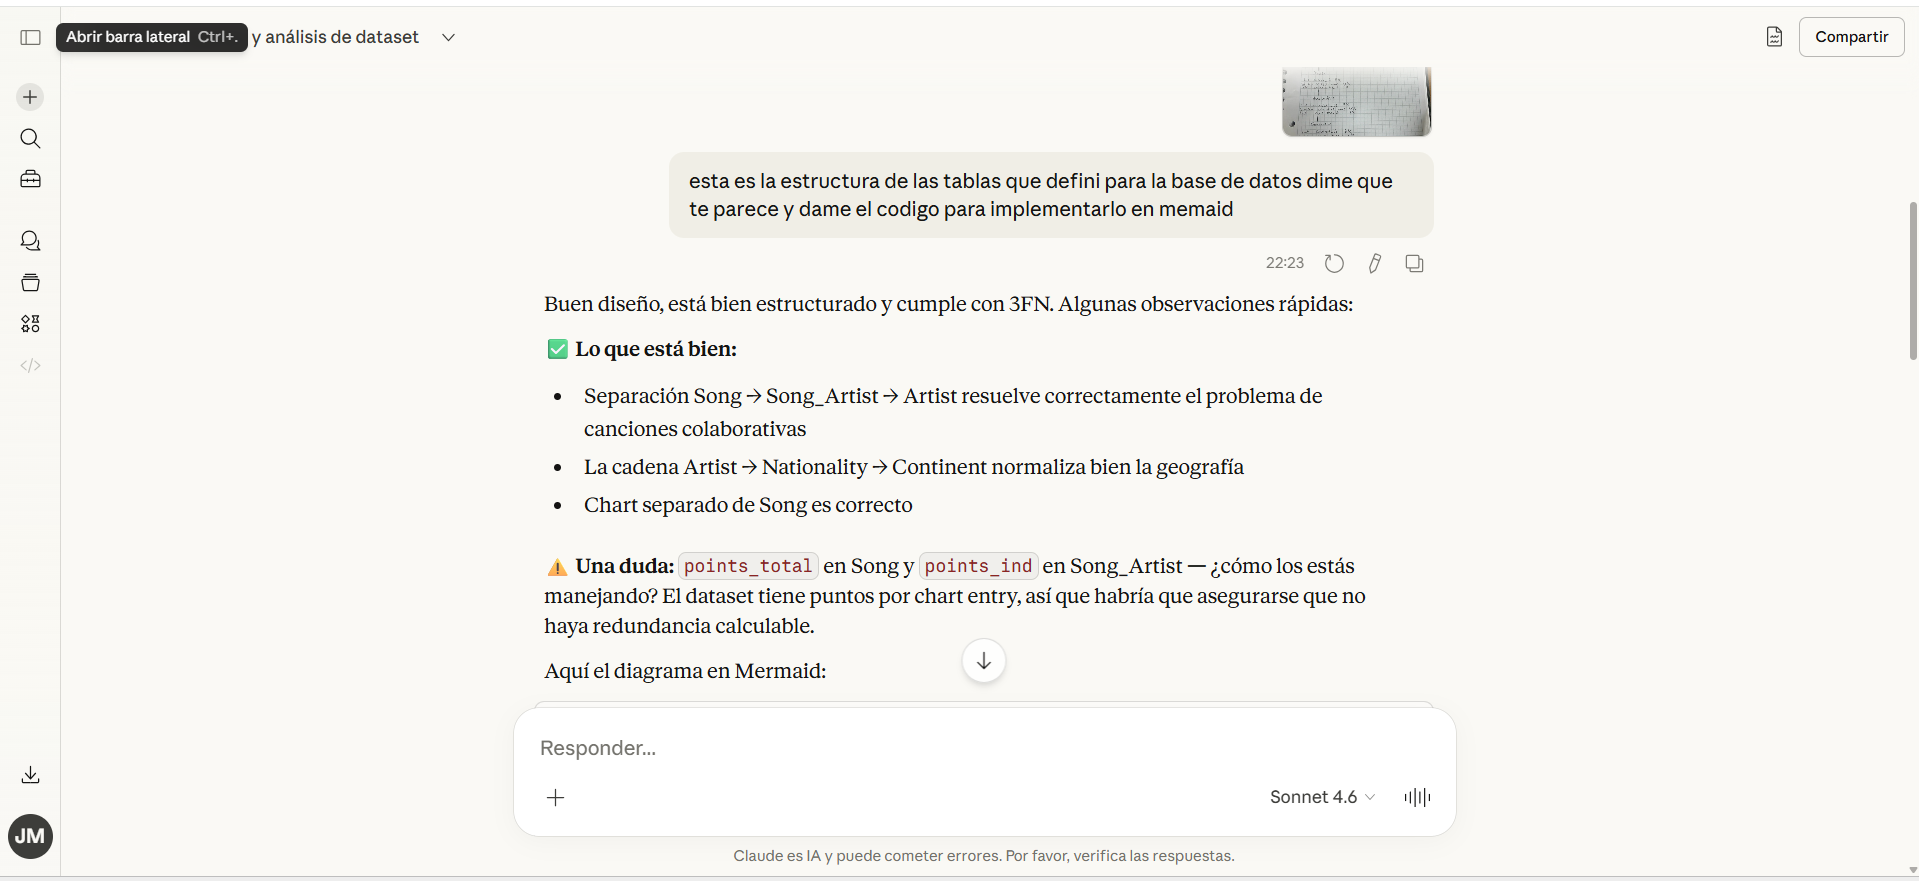 Abrir barra lateral Ctrl+. y análisis de dataset
Compartir
esta es la estructura de las tablas que defini para la base de datos dime que
te parece y dame el codigo para implementarlo en memaid
22:23
Buen diseño, está bien estructurado y cumple con 3FN. Algunas observaciones rápidas:
✅ Lo que está bien:
• Separación Song → Song_Artist → Artist resuelve correctamente el problema de
canciones colaborativas
• La cadena Artist → Nationality → Continent normaliza bien la geografía
• Chart separado de Song es correcto
⚠️ Una duda: points_total en Song y points_ind en Song_Artist — ¿cómo los estás
manejando? El dataset tiene puntos por chart entry, así que habría que asegurarse que no
haya redundancia calculable.
Aquí el diagrama en Mermaid:
Responder...
Sonnet 4.6
JM
Claude es IA y puede cometer errores. Por favor, verifica las respuestas.